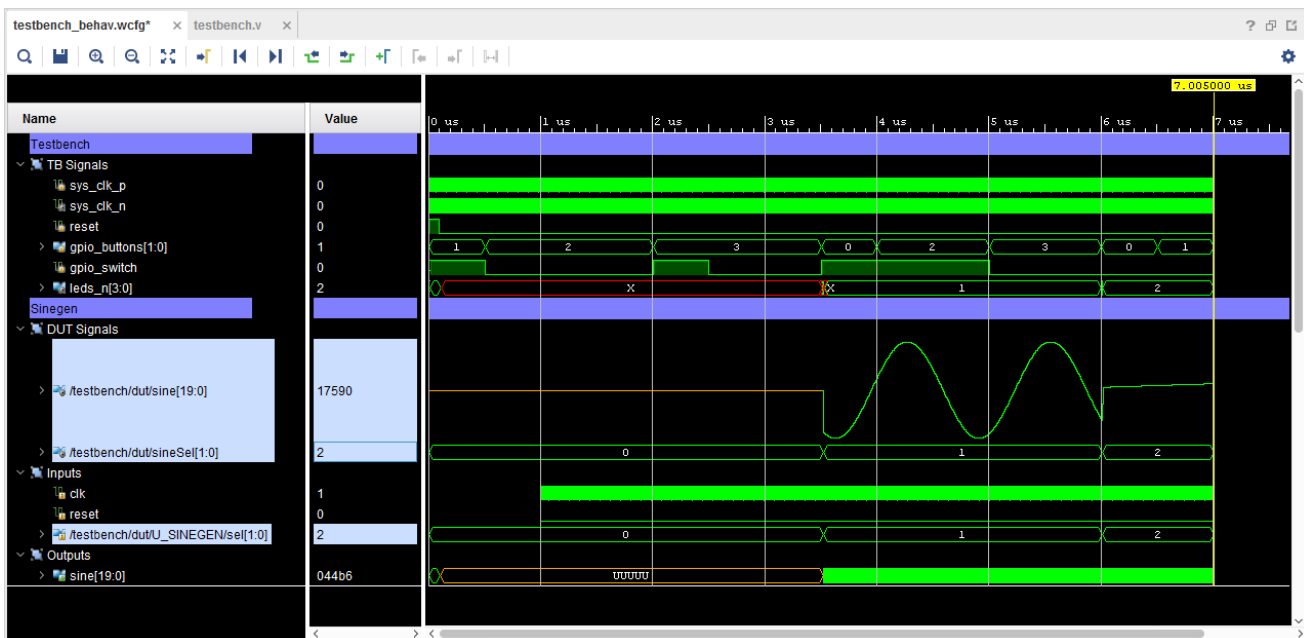 testbench_behav.wcfg* × testbench.v ×
?
7.005000 us
Name Value
0 us 1 us 2 us 3 us 4 us 5 us 6 us 7 us
Testbench
TB Signals
sys_clk_p 0
sys_clk_n 0
reset 0
gpio_buttons[1:0] 1 1 2 3 0 2 3 0 1
gpio_switch 0
leds_n[3:0] 2 X X 1 2
Sinegen
DUT Signals
/testbench/dut/sine[19:0] 17590
/testbench/dut/sineSel[1:0] 2 0 1 2
Inputs
clk 1
reset 0
/testbench/dut/U_SINEGEN/sel[1:0] 2 0 1 2
Outputs
sine[19:0] 044b6 UUUUU